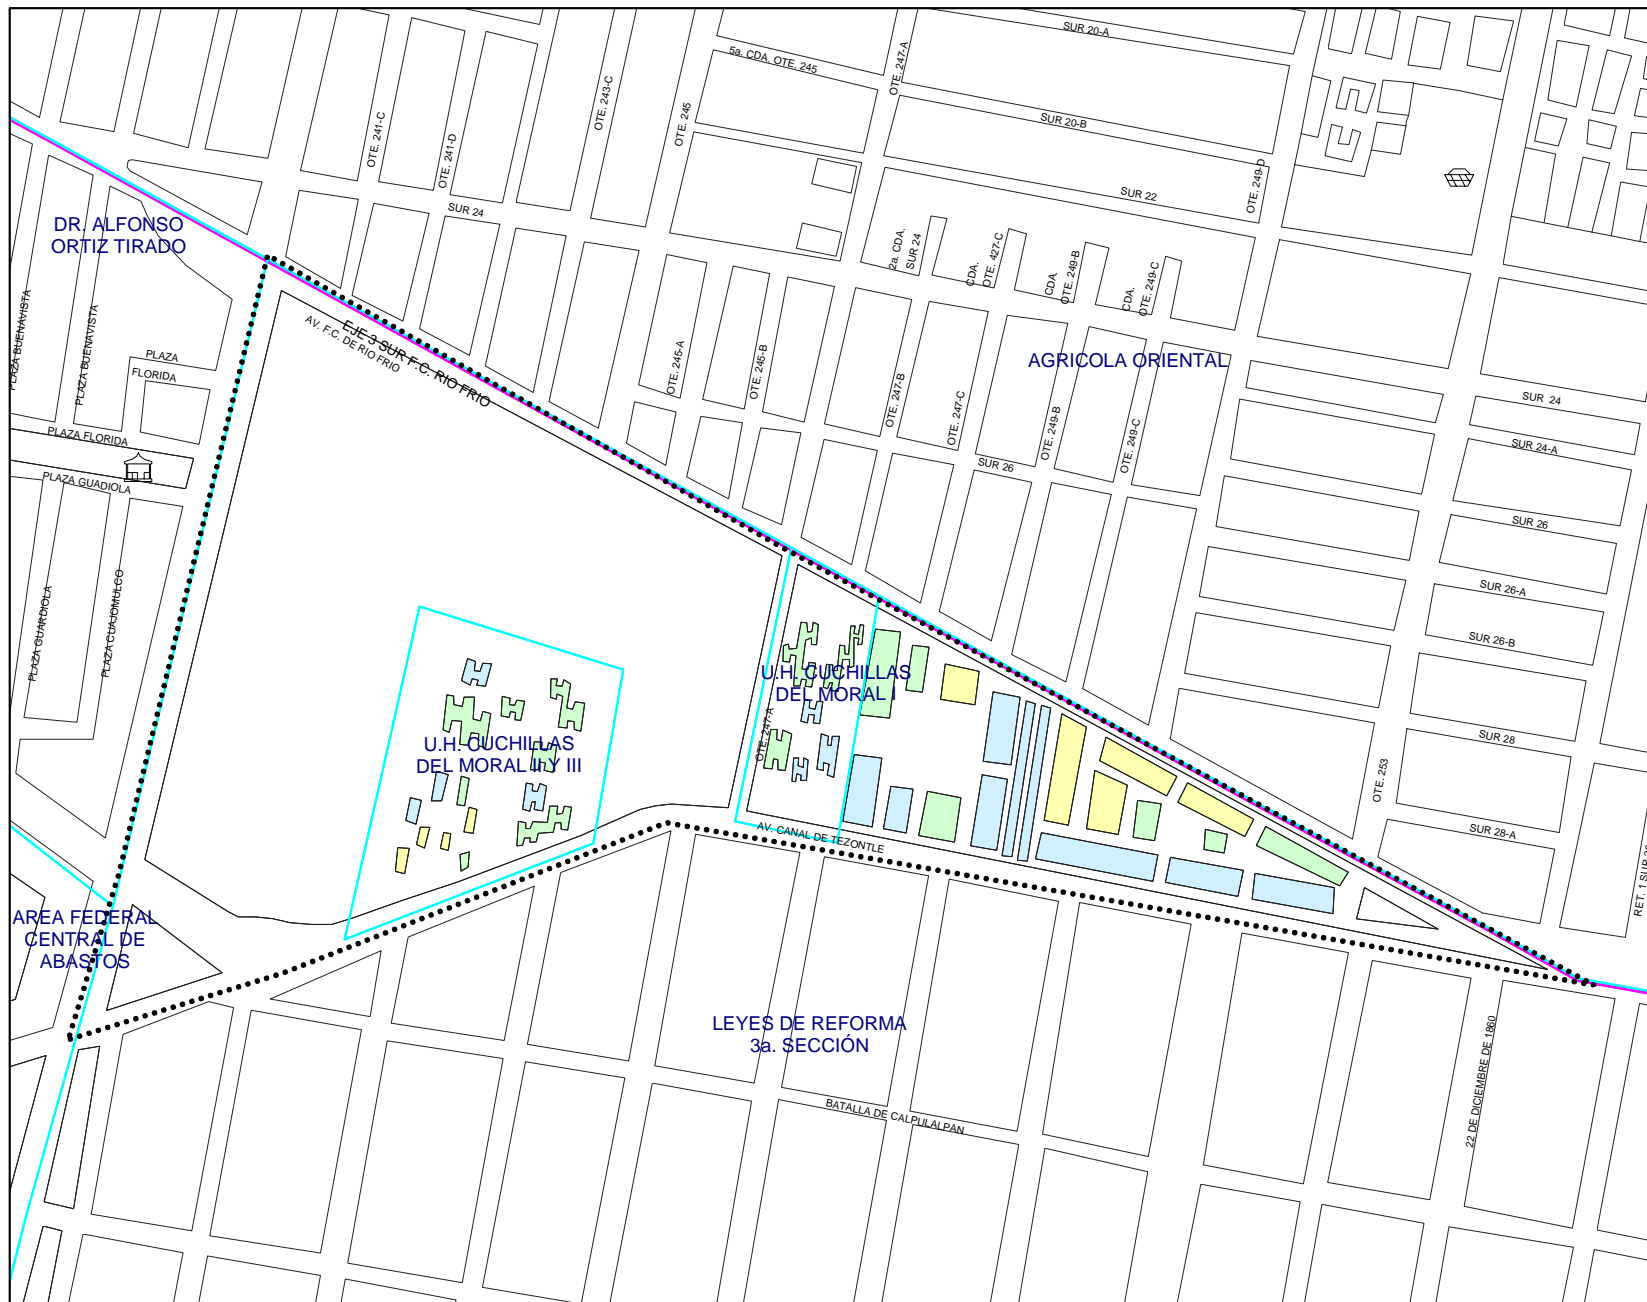 SUR 20-A
5a. CDA. OTE. 245
OTE. 247-A
OTE. 243-C
OTE. 245
OTE. 241-C
OTE. 241-D
SUR 20-B
SUR 22
OTE. 249-D
SUR 24
DR. ALFONSO
ORTIZ TIRADO
2a. CDA.
SUR 24
CDA.
OTE. 427-C
CDA.
OTE. 249-B
CDA.
OTE. 249-C
PLAZA BUENAVISTA
PLAZA BUENAVISTA
PLAZA
FLORIDA
EJE 3 SUR F.C. RIO FRIO
AV. F.C. DE RIO FRIO
OTE. 245-A
OTE. 245-B
OTE. 247-B
OTE. 247-C
OTE. 249-B
OTE. 249-C
AGRICOLA ORIENTAL
SUR 24
SUR 24-A
PLAZA FLORIDA
PLAZA GUADIOLA
SUR 26
SUR 26
SUR 26-A
SUR 26-B
PLAZA GUARDIOLA
PLAZA CUAJOMULCO
U.H. CUCHILLAS
DEL MORAL I
OTE. 247-A
U.H. CUCHILLAS
DEL MORAL II Y III
SUR 28
OTE. 253
SUR 28-A
AV. CANAL DE TEZONTLE
AREA FEDERAL
CENTRAL DE
ABASTOS
LEYES DE REFORMA
3a. SECCIÓN
BATALLA DE CALPULALPAN
22 DE DICIEMBRE DE 1860
RET. 1 SUR